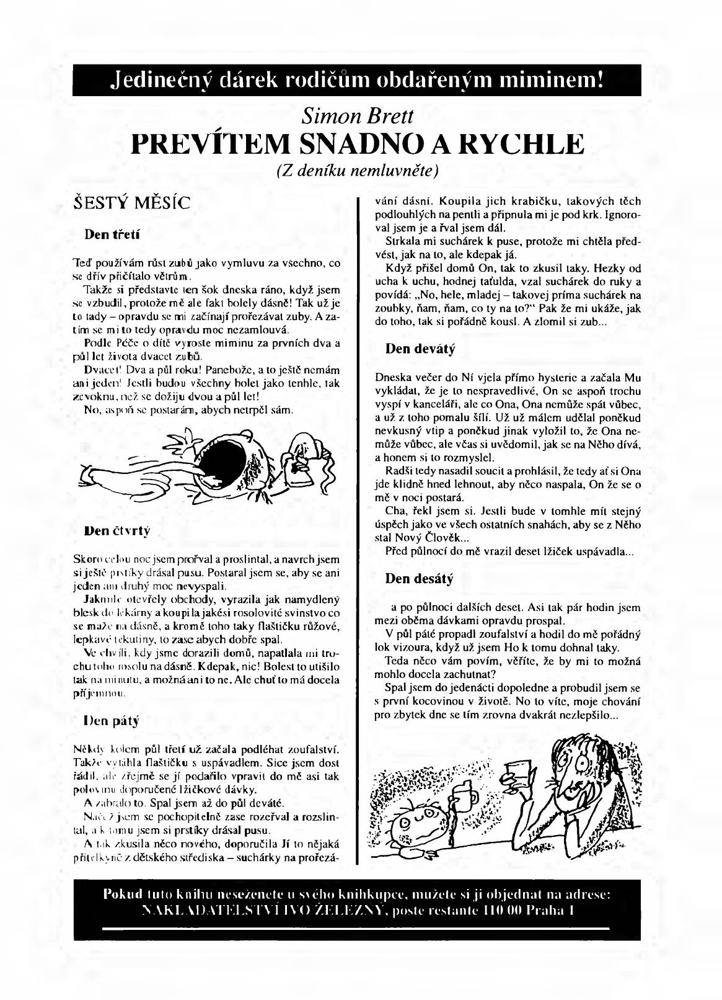 Jedinečný dárek rodičům obdařeným miminem!
Simon Brett
PREVÍTEM SNADNO A RYCHLE
(Z deníku nemluvněte)
ŠESTÝ MĚSÍC
Den třetí
Teď používám růst zubů jako vymluvu za všechno, co
se dřív přičítalo větrům.
Takže si představte ten šok dneska ráno, když jsem
se vzbudil, protože mě ale fakt bolely dásně! Tak už je
to tady – opravdu se mi začínají prořezávat zuby. A za-
tím se mi to tedy opravdu moc nezamlouvá.
Podle Péče o dítě vyroste miminu za prvních dva a
půl let života dvacet zubů.
Dvacet! Dva a půl roku! Panebože, a to ještě nemám
ani jeden! Jestli budou všechny bolet jako tenhle, tak
zcvoknu, než se dožiju dvou a půl let!
No, aspoň se postarám, abych netrpěl sám.
Den čtvrtý
Skoro celou noc jsem prořval a proslintal, a navrch jsem
si ještě prstíky drásal pusu. Postaral jsem se, aby se ani
jeden ani druhý moc nevyspali.
Jakmile otevřely obchody, vyrazila jak namydlený
blesk do lékárny a koupila jakési rosolovité svinstvo co
se maže na dásně, a kromě toho taky flaštičku růžové,
lepkavé tekutiny, to zase abych dobře spal.
Ve chvíli, kdy jsme dorazili domů, napatlala mi tro-
chu toho rosolu na dásně. Kdepak, nic! Bolest to utišilo
tak na minutu, a možná ani to ne. Ale chuť to má docela
příjemnou.
Den pátý
Někdy kolem půl třetí už začala podléhat zoufalství.
Takže vytáhla flaštičku s uspávadlem. Sice jsem dost
řádil, ale zřejmě se jí podařilo vpravit do mě asi tak
polovinu doporučené lžičkové dávky.
A zabralo to. Spal jsem až do půl deváté.
Načež jsem se pochopitelně zase rozeřval a rozslin-
tal, a k tomu jsem si prstíky drásal pusu.
A tak zkusila něco nového, doporučila Jí to nějaká
přítelkyně z dětského střediska – suchárky na prořezá-
vání dásní. Koupila jich krabičku, takových těch
podlouhlých na pentli a připnula mi je pod krk. Ignoro-
val jsem je a řval jsem dál.
Strkala mi suchárek k puse, protože mi chtěla před-
vést, jak na to, ale kdepak já.
Když přišel domů On, tak to zkusil taky. Hezky od
ucha k uchu, hodnej taťulda, vzal suchárek do ruky a
povídá: „No, hele, mladej – takovej príma suchárek na
zoubky, ňam, ňam, co ty na to?“ Pak že mi ukáže, jak
do toho, tak si pořádně kousl. A zlomil si zub...
Den devátý
Dneska večer do Ní vjela přímo hysterie a začala Mu
vykládat, že je to nespravedlivé, On se aspoň trochu
vyspí v kanceláři, ale co Ona, Ona nemůže spát vůbec,
a už z toho pomalu šílí. Už už málem udělal poněkud
nevkusný vtip a poněkud jinak vyložil to, že Ona ne-
může vůbec, ale včas si uvědomil, jak se na Něho dívá,
a honem si to rozmyslel.
Radši tedy nasadil soucit a prohlásil, že tedy ať si Ona
jde klidně hned lehnout, aby něco naspala, On že se o
mě v noci postará.
Cha, řekl jsem si. Jestli bude v tomhle mít stejný
úspěch jako ve všech ostatních snahách, aby se z Něho
stal Nový Člověk...
Před půlnocí do mě vrazil deset lžiček uspávadla...
Den desátý
a po půlnoci dalších deset. Asi tak pár hodin jsem
mezi oběma dávkami opravdu prospal.
V půl páté propadl zoufalství a hodil do mě pořádný
lok vizoura, když už jsem Ho k tomu dohnal taky.
Teda něco vám povím, věříte, že by mi to možná
mohlo docela zachutnat?
Spal jsem do jedenácti dopoledne a probudil jsem se
s první kocovinou v životě. No to víte, moje chování
pro zbytek dne se tím zrovna dvakrát nezlepšilo...
Pokud tuto knihu neseženete u svého knihkupce, mužete si ji objednat na adrese:
NAKLADATELSTVÍ IVO ŽELEZNÝ, poste restante 110 00 Praha 1